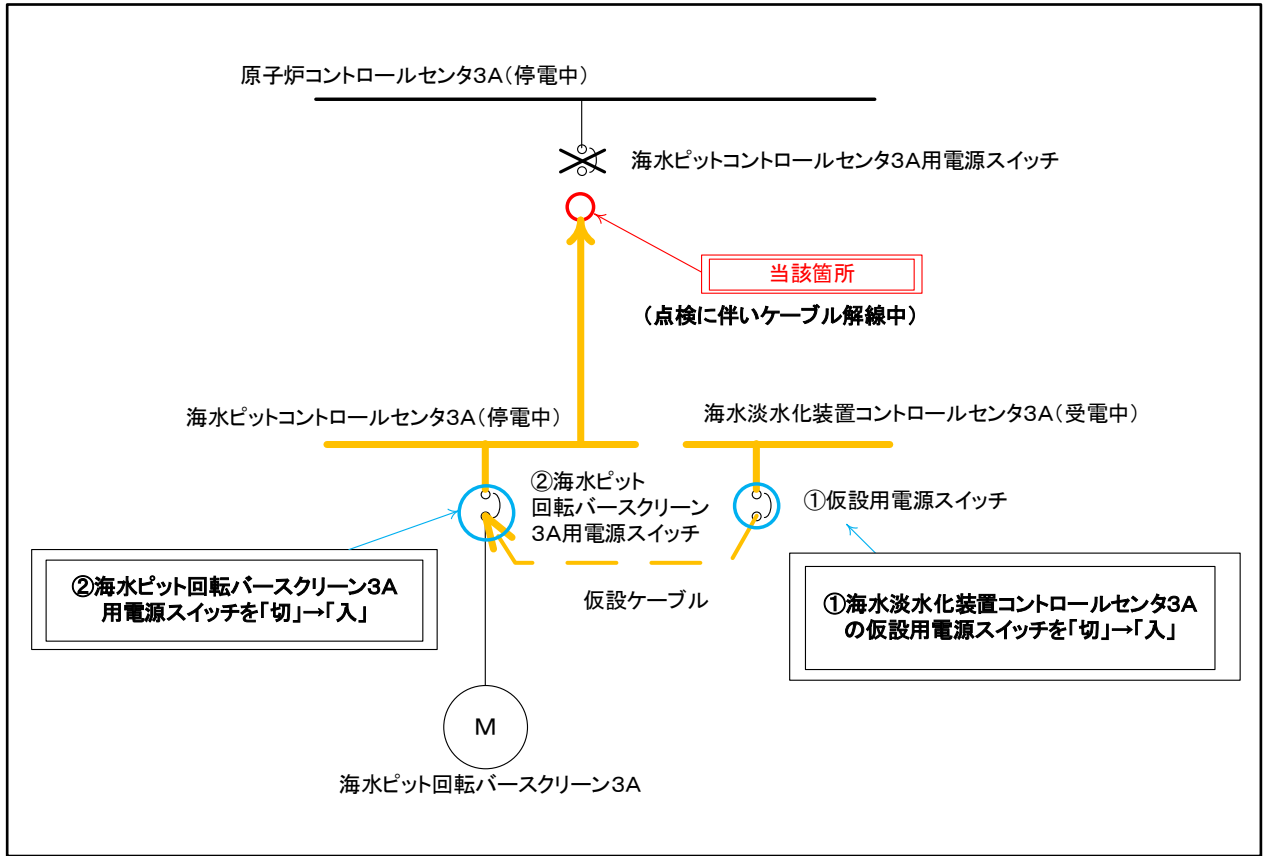 原子炉コントロールセンタ3A(停電中)
海水ピットコントロールセンタ3A用電源スイッチ
当該箇所
(点検に伴いケーブル解線中)
海水ピットコントロールセンタ3A(停電中)
海水淡水化装置コントロールセンタ3A(受電中)
②海水ピット
回転バースクリーン
3A用電源スイッチ
①仮設用電源スイッチ
②海水ピット回転バースクリーン3A
用電源スイッチを「切」→「入」
仮設ケーブル
①海水淡水化装置コントロールセンタ3A
の仮設用電源スイッチを「切」→「入」
M
海水ピット回転バースクリーン3A